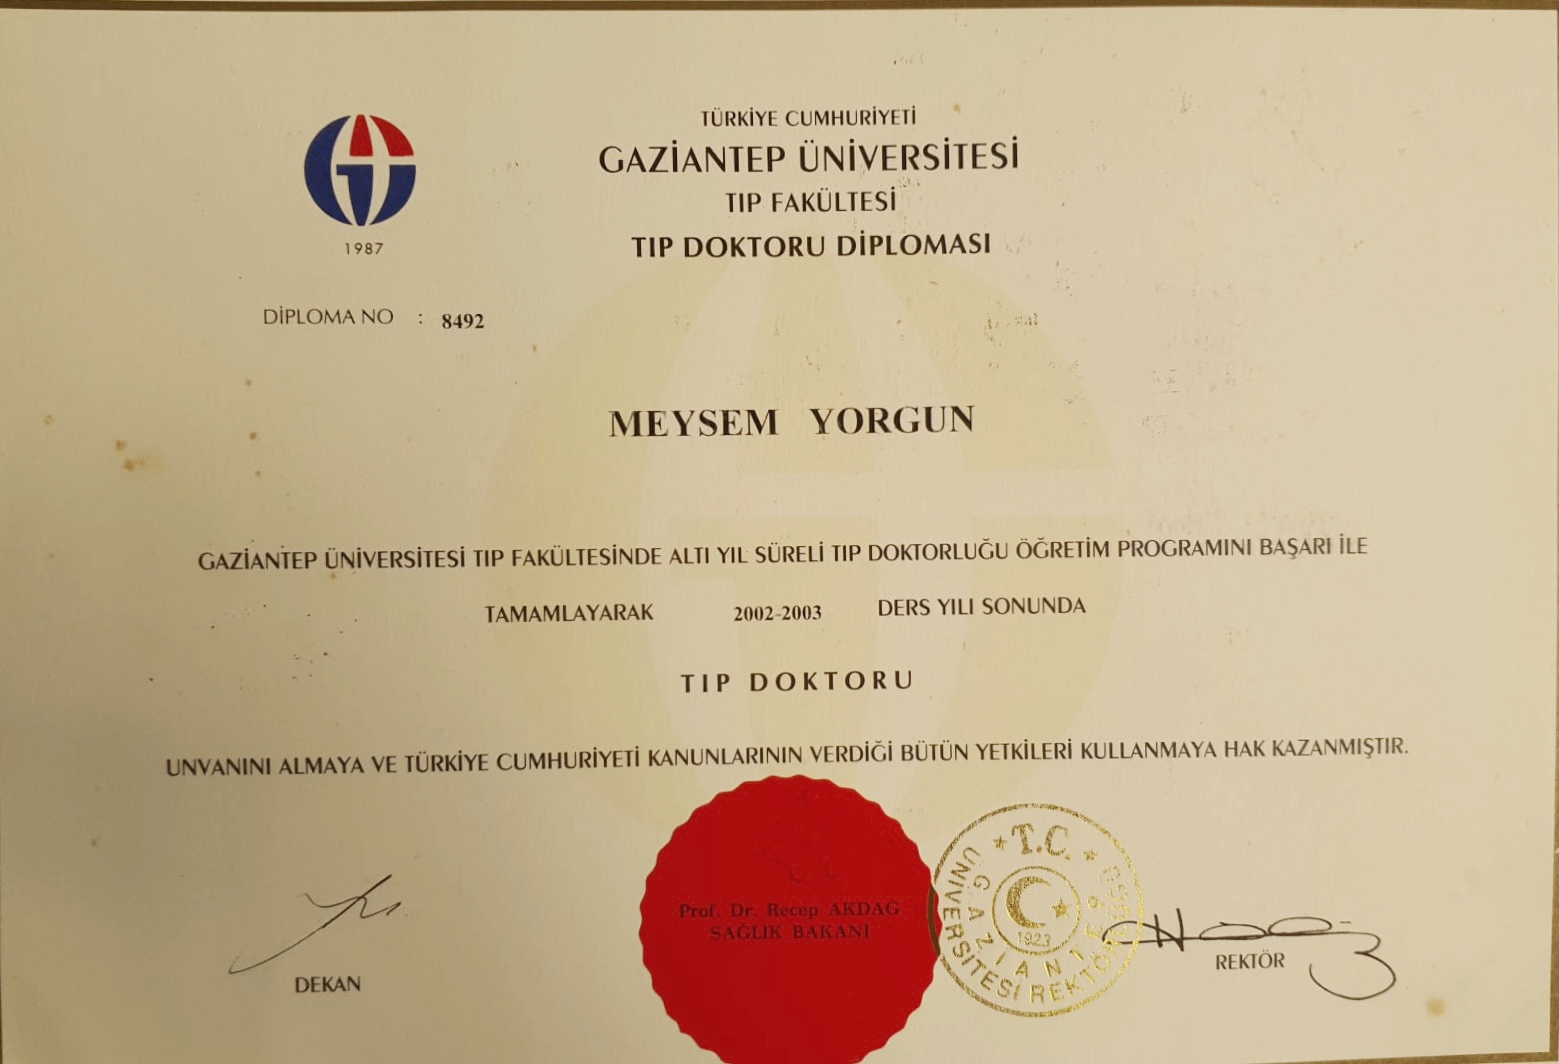 TÜRKİYE CUMHURİYETİ
GAZİANTEP ÜNİVERSİTESİ
TIP FAKÜLTESİ
TIP DOKTORU DİPLOMASI
1987
DİPLOMA NO : 8492
MEYSEM YORGUN
GAZİANTEP ÜNİVERSİTESİ TIP FAKÜLTESİNDE ALTI YIL SÜRELİ TIP DOKTORLUĞU ÖĞRETİM PROGRAMINI BAŞARI İLE
TAMAMLAYARAK 2002-2003 DERS YILI SONUNDA
TIP DOKTORU
UNVANINI ALMAYA VE TÜRKİYE CUMHURİYETİ KANUNLARININ VERDİĞİ BÜTÜN YETKİLERİ KULLANMAYA HAK KAZANMIŞTIR.
DEKAN
Prof. Dr. Recep AKDAĞ
SAĞLIK BAKANI
T.C.
GAZİANTEP
ÜNİVERSİTESİ
1923
REKTÖR